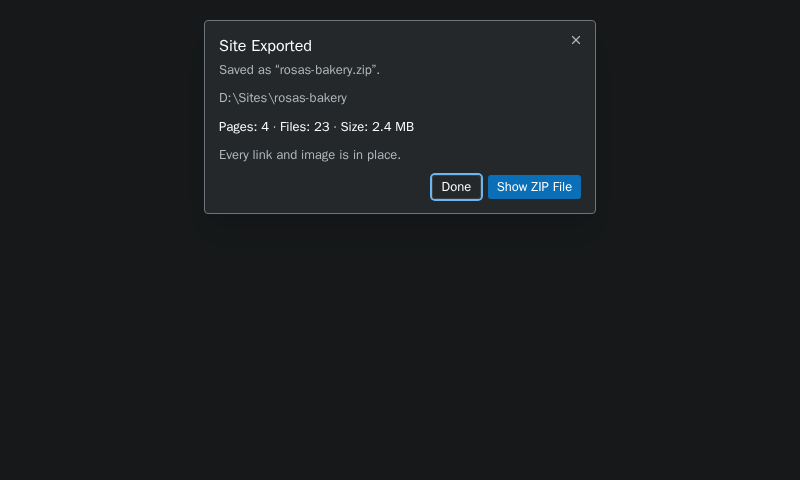 Site Exported
×
Saved as “rosas-bakery.zip”.
D:\Sites\rosas-bakery
Pages: 4 · Files: 23 · Size: 2.4 MB
Every link and image is in place.
Done
Show ZIP File